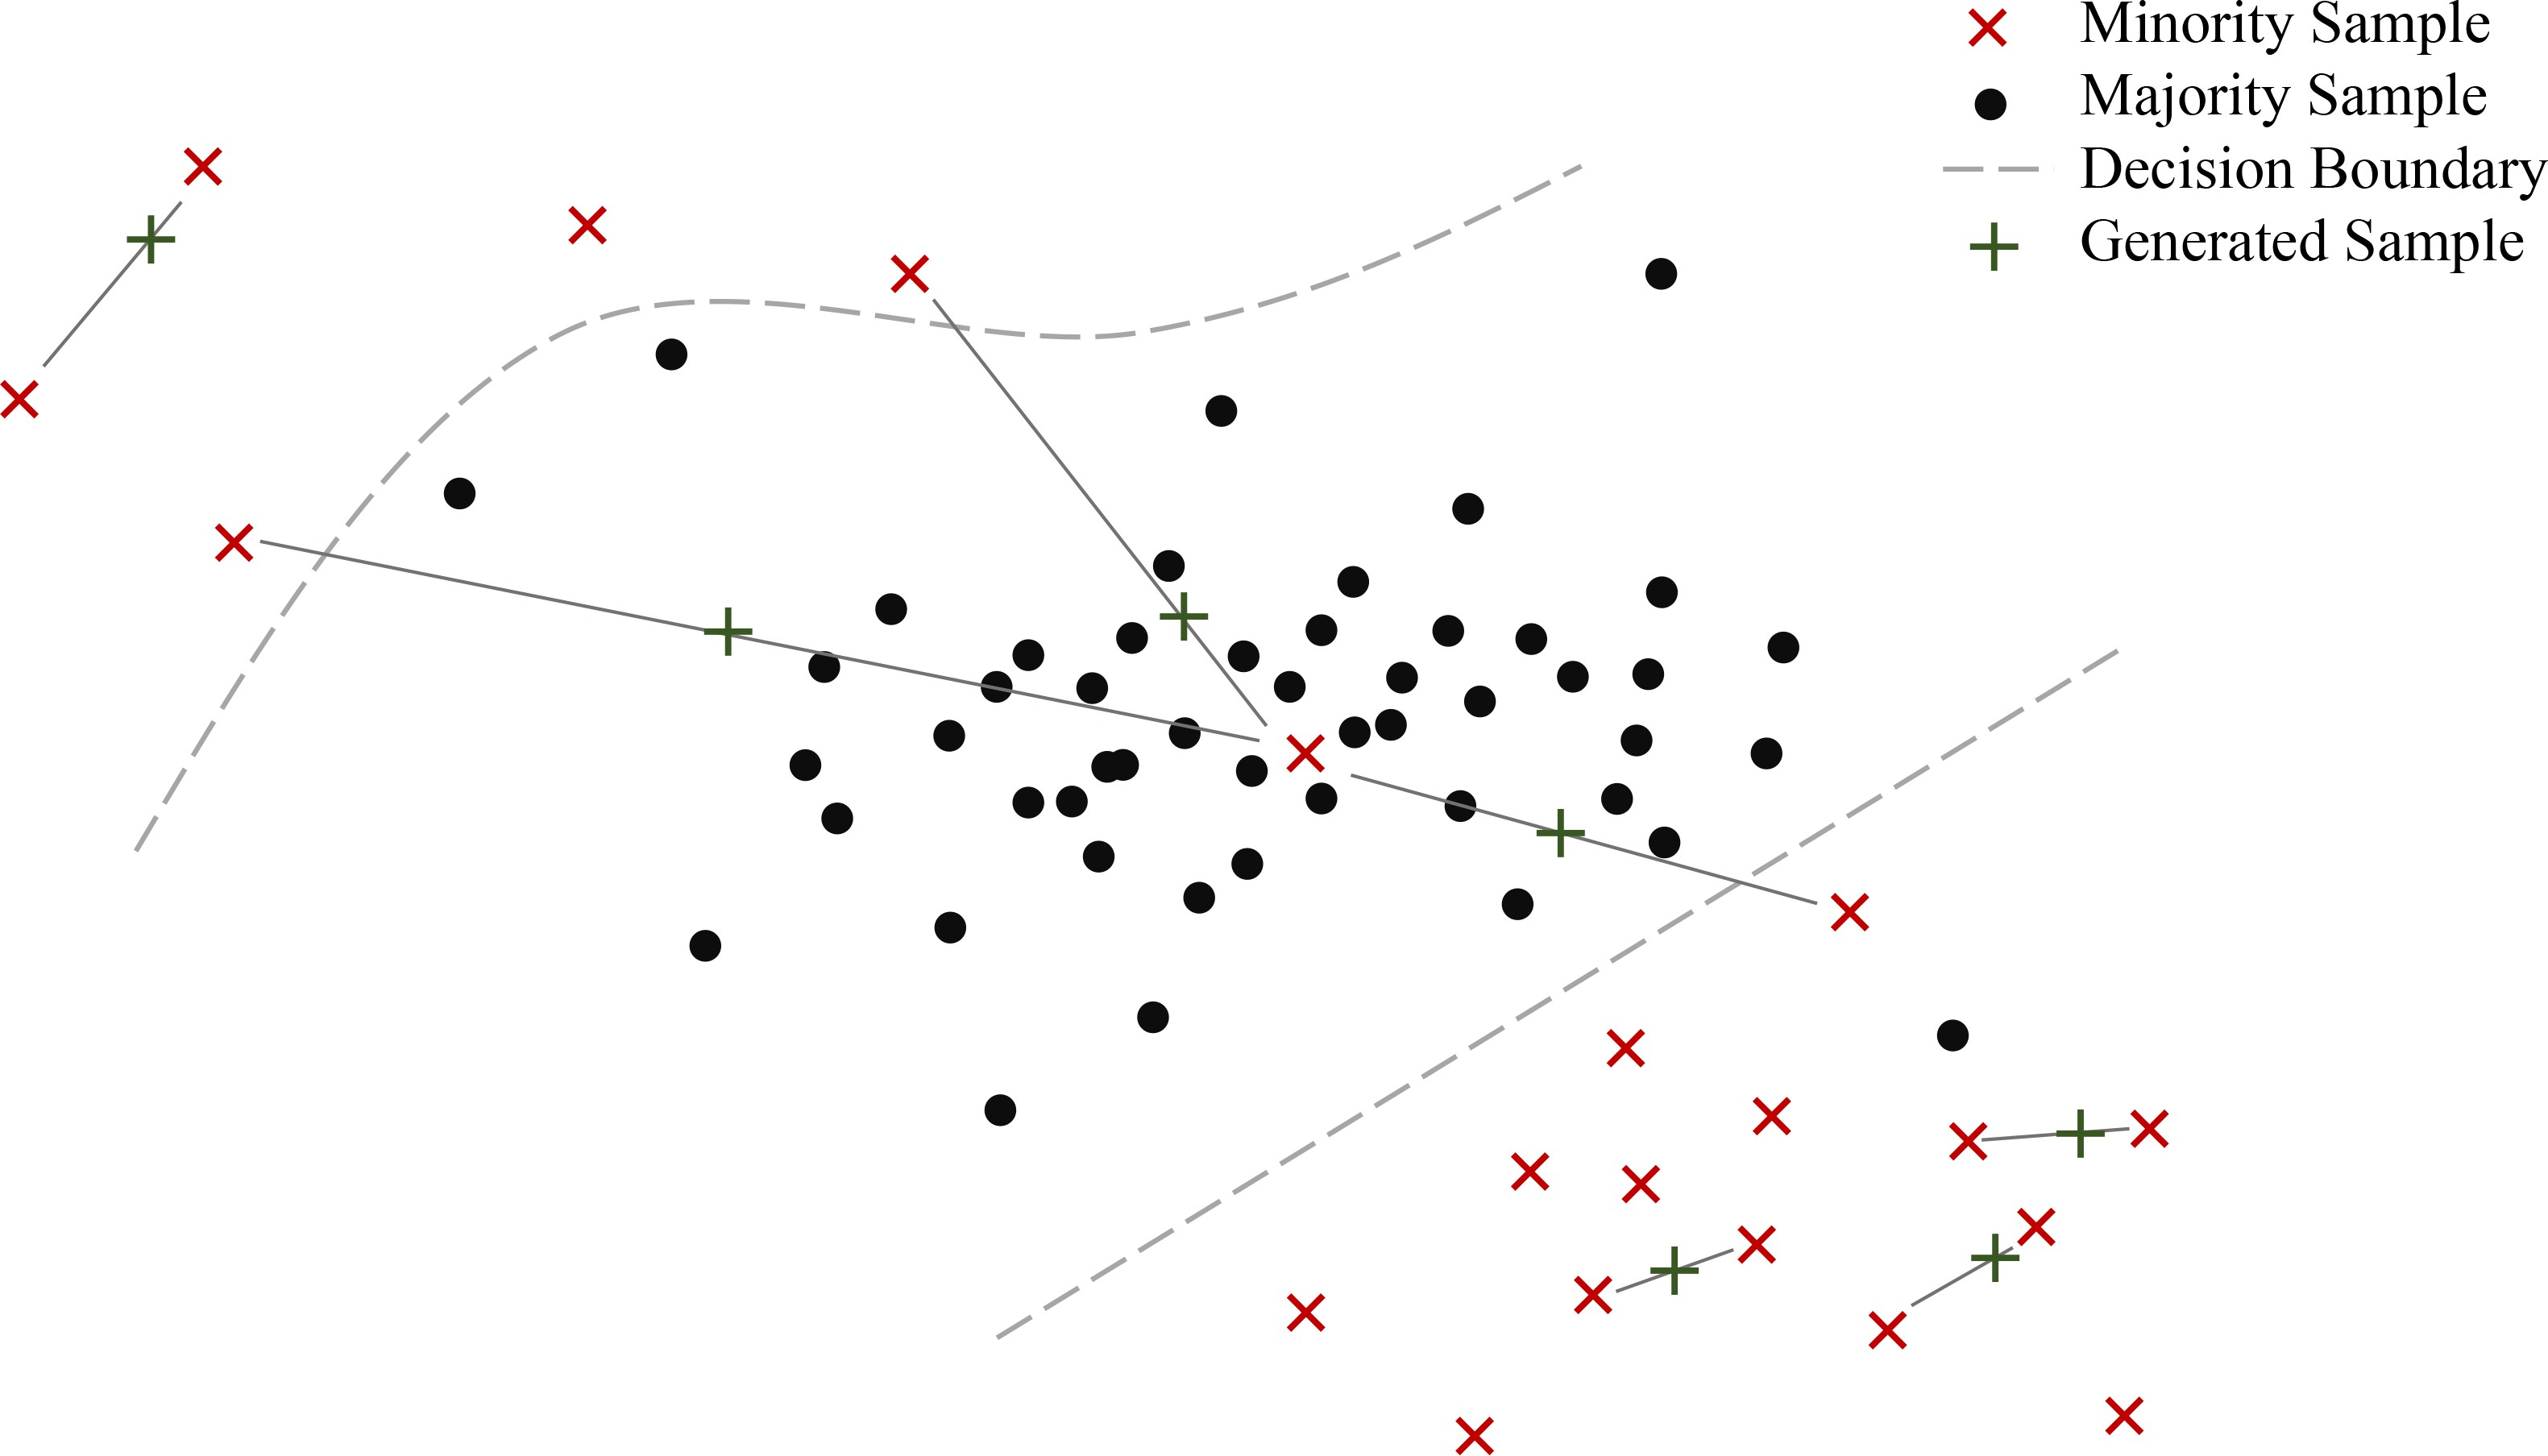 Minority Sample
Majority Sample
Decision Boundary
Generated Sample